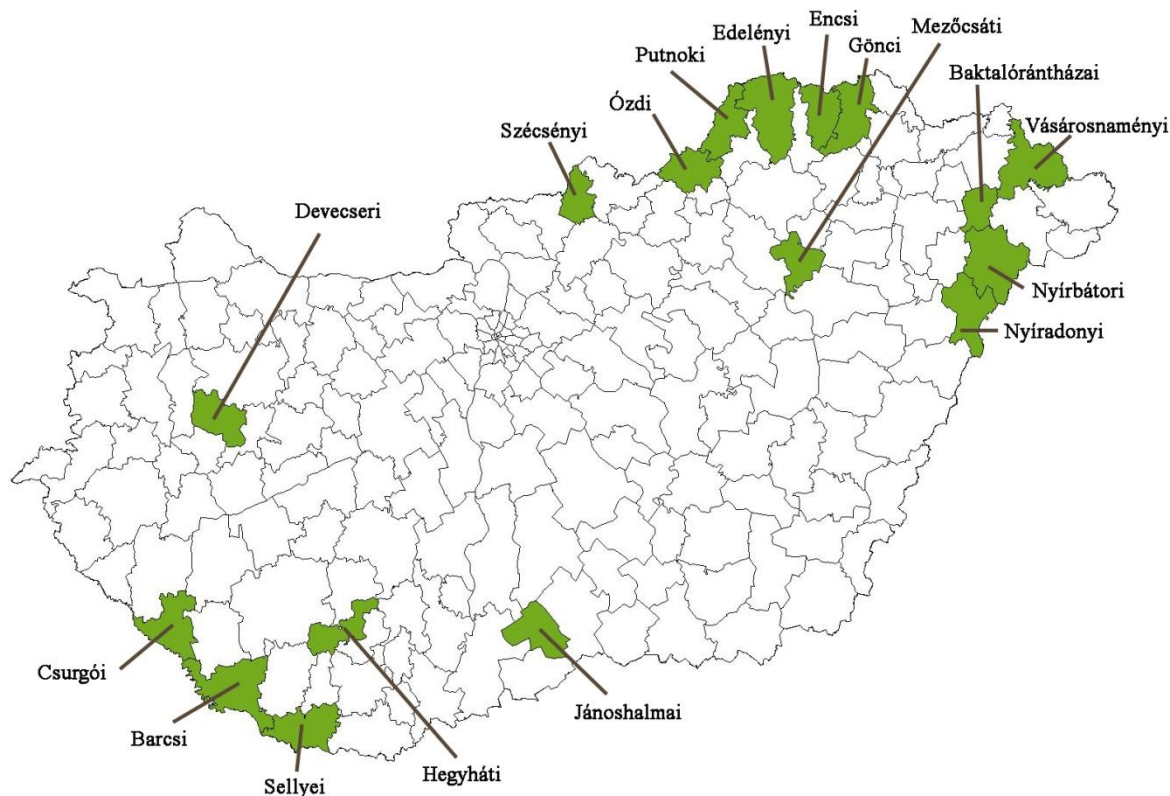 Encsi
Mezőcsáti
Edelényi
Gönci
Putnoki
Baktalórántházai
Ózdi
Vásárosnaményi
Szécsényi
Devecseri
Nyírbátori
Nyíradonyi
Csurgói
Jánoshalmai
Barcsi
Hegyháti
Sellyei